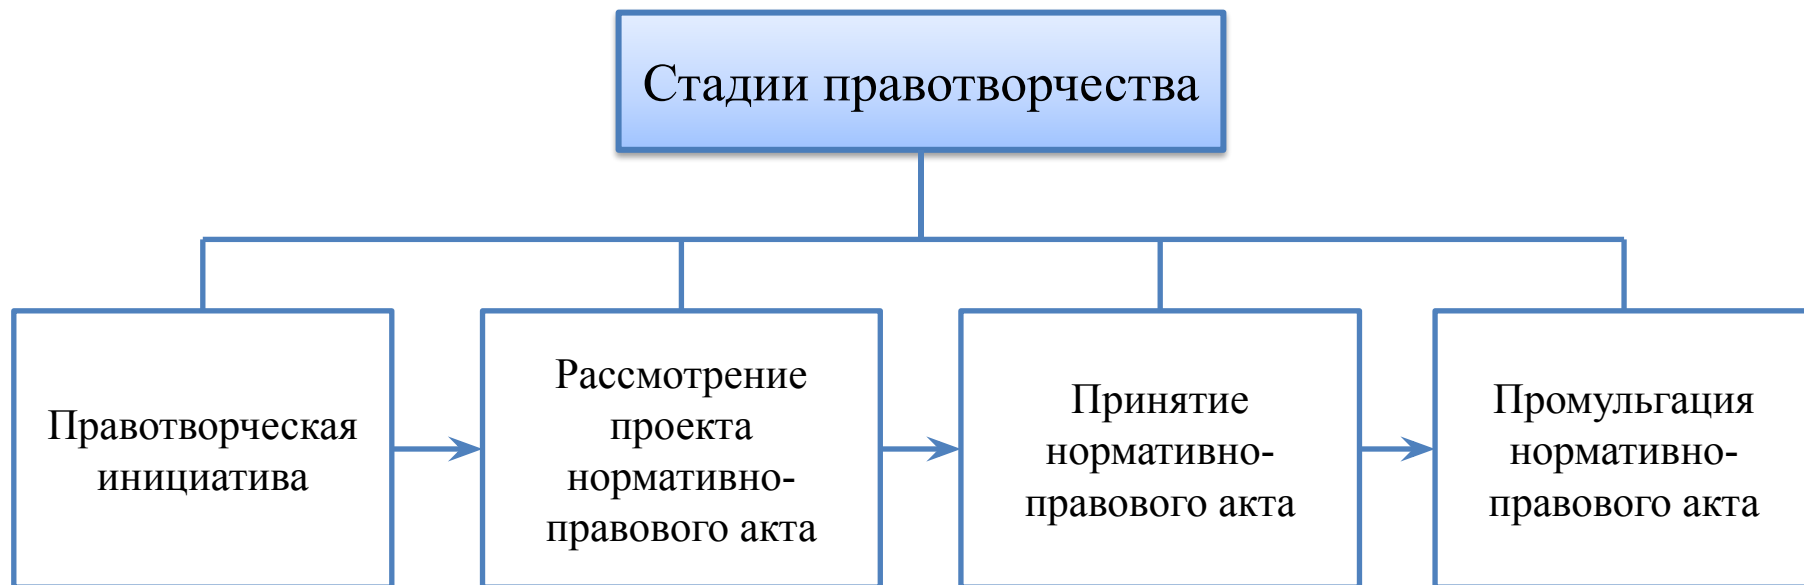 Стадии правотворчества
Правотворческая
инициатива
Рассмотрение
проекта
нормативно-
правового акта
Принятие
нормативно-
правового акта
Промульгация
нормативно-
правового акта